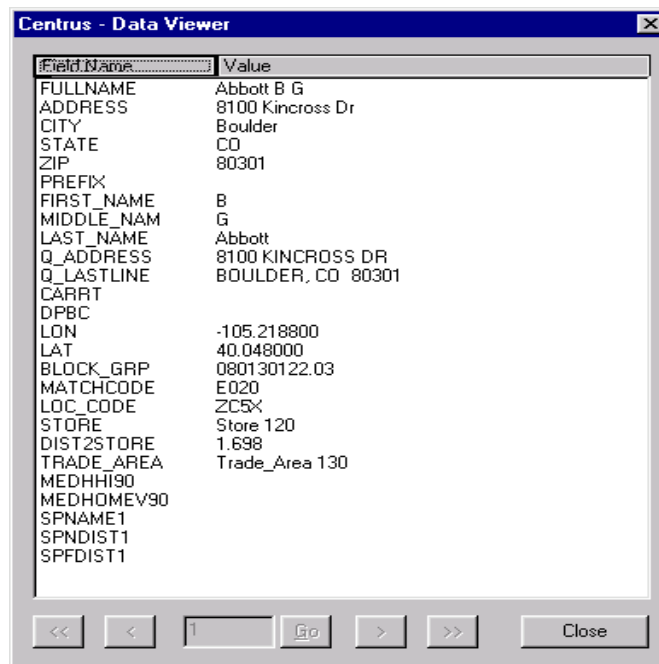 Centrus - Data Viewer
Field Name Value
FULLNAME Abbott B G
ADDRESS 8100 Kincross Dr
CITY Boulder
STATE CO
ZIP 80301
PREFIX
FIRST_NAME B
MIDDLE_NAM G
LAST_NAME Abbott
Q_ADDRESS 8100 KINCROSS DR
Q_LASTLINE BOULDER, CO 80301
CARRT
DPBC
LON -105.218800
LAT 40.048000
BLOCK_GRP 080130122.03
MATCHCODE E020
LOC_CODE ZC5X
STORE Store 120
DIST2STORE 1.698
TRADE_AREA Trade_Area 130
MEDHHI90
MEDHOMEV90
SPNAME1
SPNDIST1
SPFDIST1
<< < 1 Go > >> Close